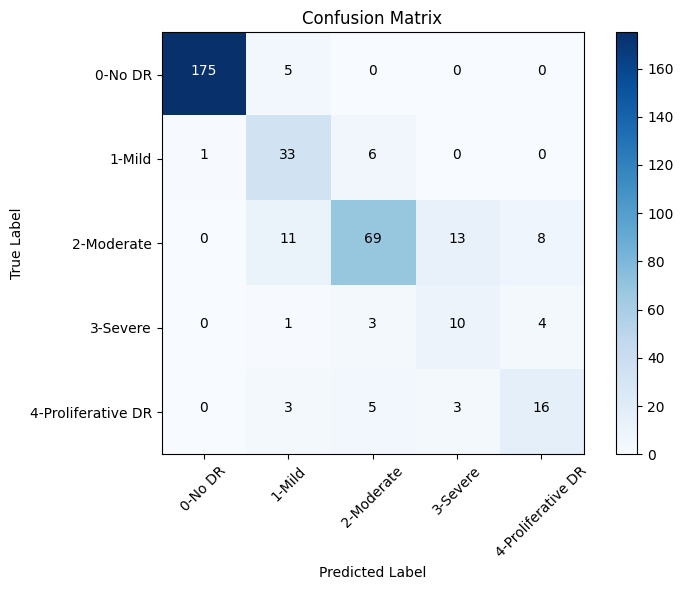 Confusion Matrix
True Label
0-No DR 175 5 0 0 0
1-Mild 1 33 6 0 0
2-Moderate 0 11 69 13 8
3-Severe 0 1 3 10 4
4-Proliferative DR 0 3 5 3 16
0-No DR 1-Mild 2-Moderate 3-Severe 4-Proliferative DR
Predicted Label
160
140
120
100
80
60
40
20
0